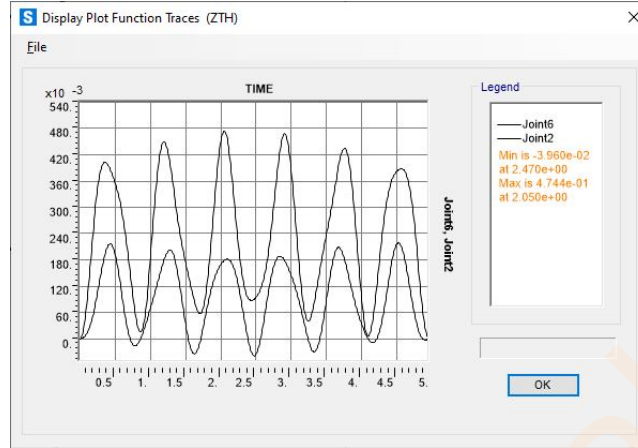 S Display Plot Function Traces (ZTH)
File
x10 -3
TIME
540.
480.
420.
360.
300.
240.
180.
120.
60.
0.
0.5 1. 1.5 2. 2.5 3. 3.5 4. 4.5 5.
Joint6, Joint2
Legend
Joint6
Joint2
Min is -3.960e-02
at 2.470e+00
Max is 4.744e-01
at 2.050e+00
OK